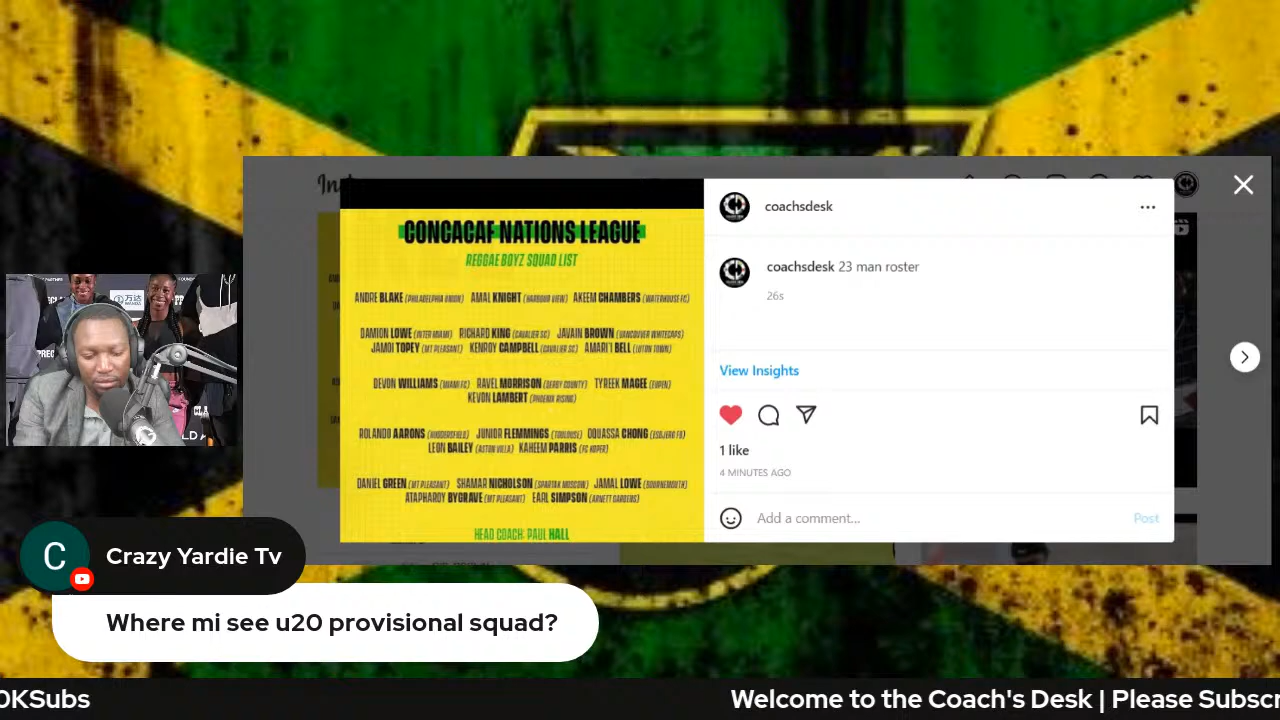 CONCACAF NATIONS LEAGUE
REGGAE BOYZ SQUAD LIST
ANDRE BLAKE (PHILADELPHIA UNION) AMAL KNIGHT (HARBOUR VIEW) AKEEM CHAMBERS (WATERHOUSE FC)
DAMION LOWE (INTER MIAMI) RICHARD KING (CAVALIER SC) JAVAIN BROWN (VANCOUVER WHITECAPS)
JAMOI TOPEY (MT PLEASANT) KENROY CAMPBELL (CAVALIER SC) AMARI'I BELL (LUTON TOWN)
DEVON WILLIAMS (MIAMI FC) RAVEL MORRISON (DERBY COUNTY) TYREEK MAGEE (EUPEN)
KEVON LAMBERT (PHOENIX RISING)
ROLANDO AARONS (HUDDERSFIELD) JUNIOR FLEMMINGS (TOULOUSE) COUASSA CHONG (ESBJERG FB)
LEON BAILEY (ASTON VILLA) KAHEEM PARRIS (FC KOPER)
DANIEL GREEN (MT PLEASANT) SHAMAR NICHOLSON (SPARTAK MOSCOW) JAMAL LOWE (BOURNEMOUTH)
ATAPHAROY BYGRAVE (MT PLEASANT) EARL SIMPSON (ARNETT GARDENS)
HEAD COACH: PAUL HALL
coachsdesk
coachsdesk 23 man roster
26s
View Insights
1 like
4 MINUTES AGO
Add a comment...
Post
C
Crazy Yardie Tv
Where mi see u20 provisional squad?
0KSubs
Welcome to the Coach's Desk | Please Subscr